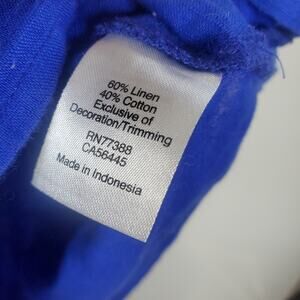 60% Linen
40% Cotton
Exclusive of
Decoration/Trimming
RN77388
CA56445
Made in Indonesia